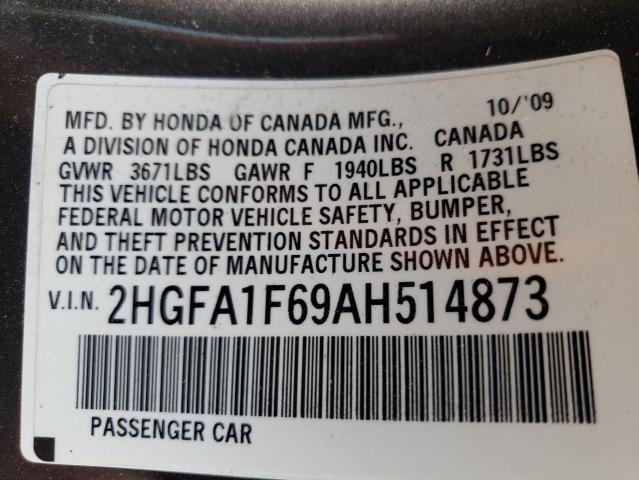 10/'09
MFD. BY HONDA OF CANADA MFG.,
A DIVISION OF HONDA CANADA INC. CANADA
GVWR 3671LBS GAWR F 1940LBS R 1731LBS
THIS VEHICLE CONFORMS TO ALL APPLICABLE
FEDERAL MOTOR VEHICLE SAFETY, BUMPER,
AND THEFT PREVENTION STANDARDS IN EFFECT
ON THE DATE OF MANUFACTURE SHOWN ABOVE.
V.I.N. 2HGFA1F69AH514873
PASSENGER CAR